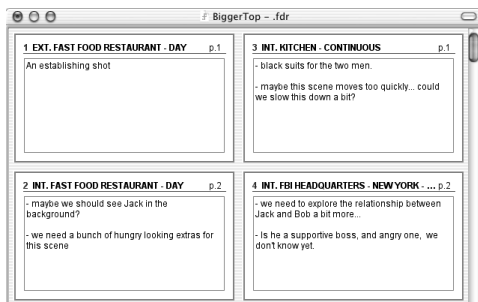 BiggerTop - .fdr
1 EXT. FAST FOOD RESTAURANT - DAY p.1
An establishing shot
3 INT. KITCHEN - CONTINUOUS p.1
- black suits for the two men.
- maybe this scene moves too quickly... could
we slow this down a bit?
2 INT. FAST FOOD RESTAURANT - DAY p.2
- maybe we should see Jack in the
background?
- we need a bunch of hungry looking extras for
this scene
4 INT. FBI HEADQUARTERS - NEW YORK - ... p.2
- we need to explore the relationship between
Jack and Bob a bit more...
- Is he a supportive boss, and angry one, we
don't know yet.